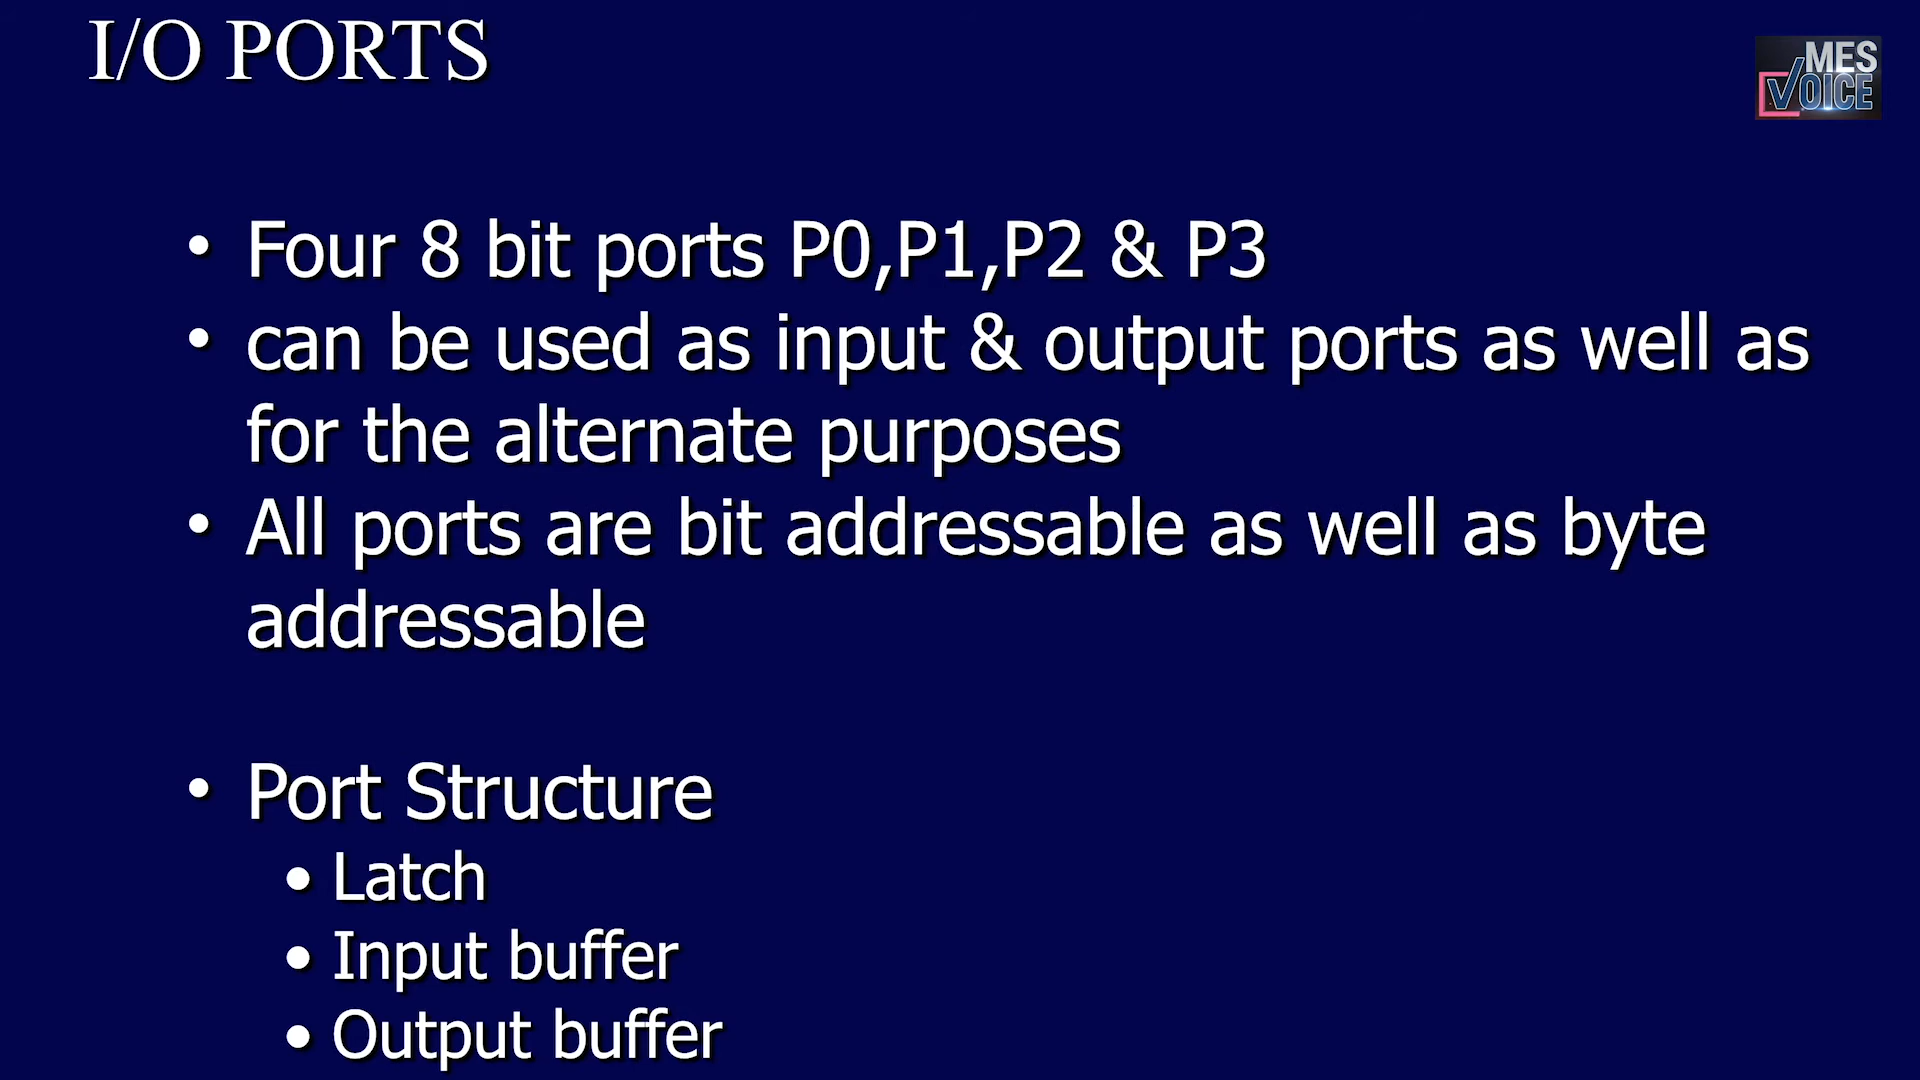 I/O PORTS
MES
VOICE
• Four 8 bit ports P0,P1,P2 & P3
• can be used as input & output ports as well as
for the alternate purposes
• All ports are bit addressable as well as byte
addressable
• Port Structure
• Latch
• Input buffer
• Output buffer